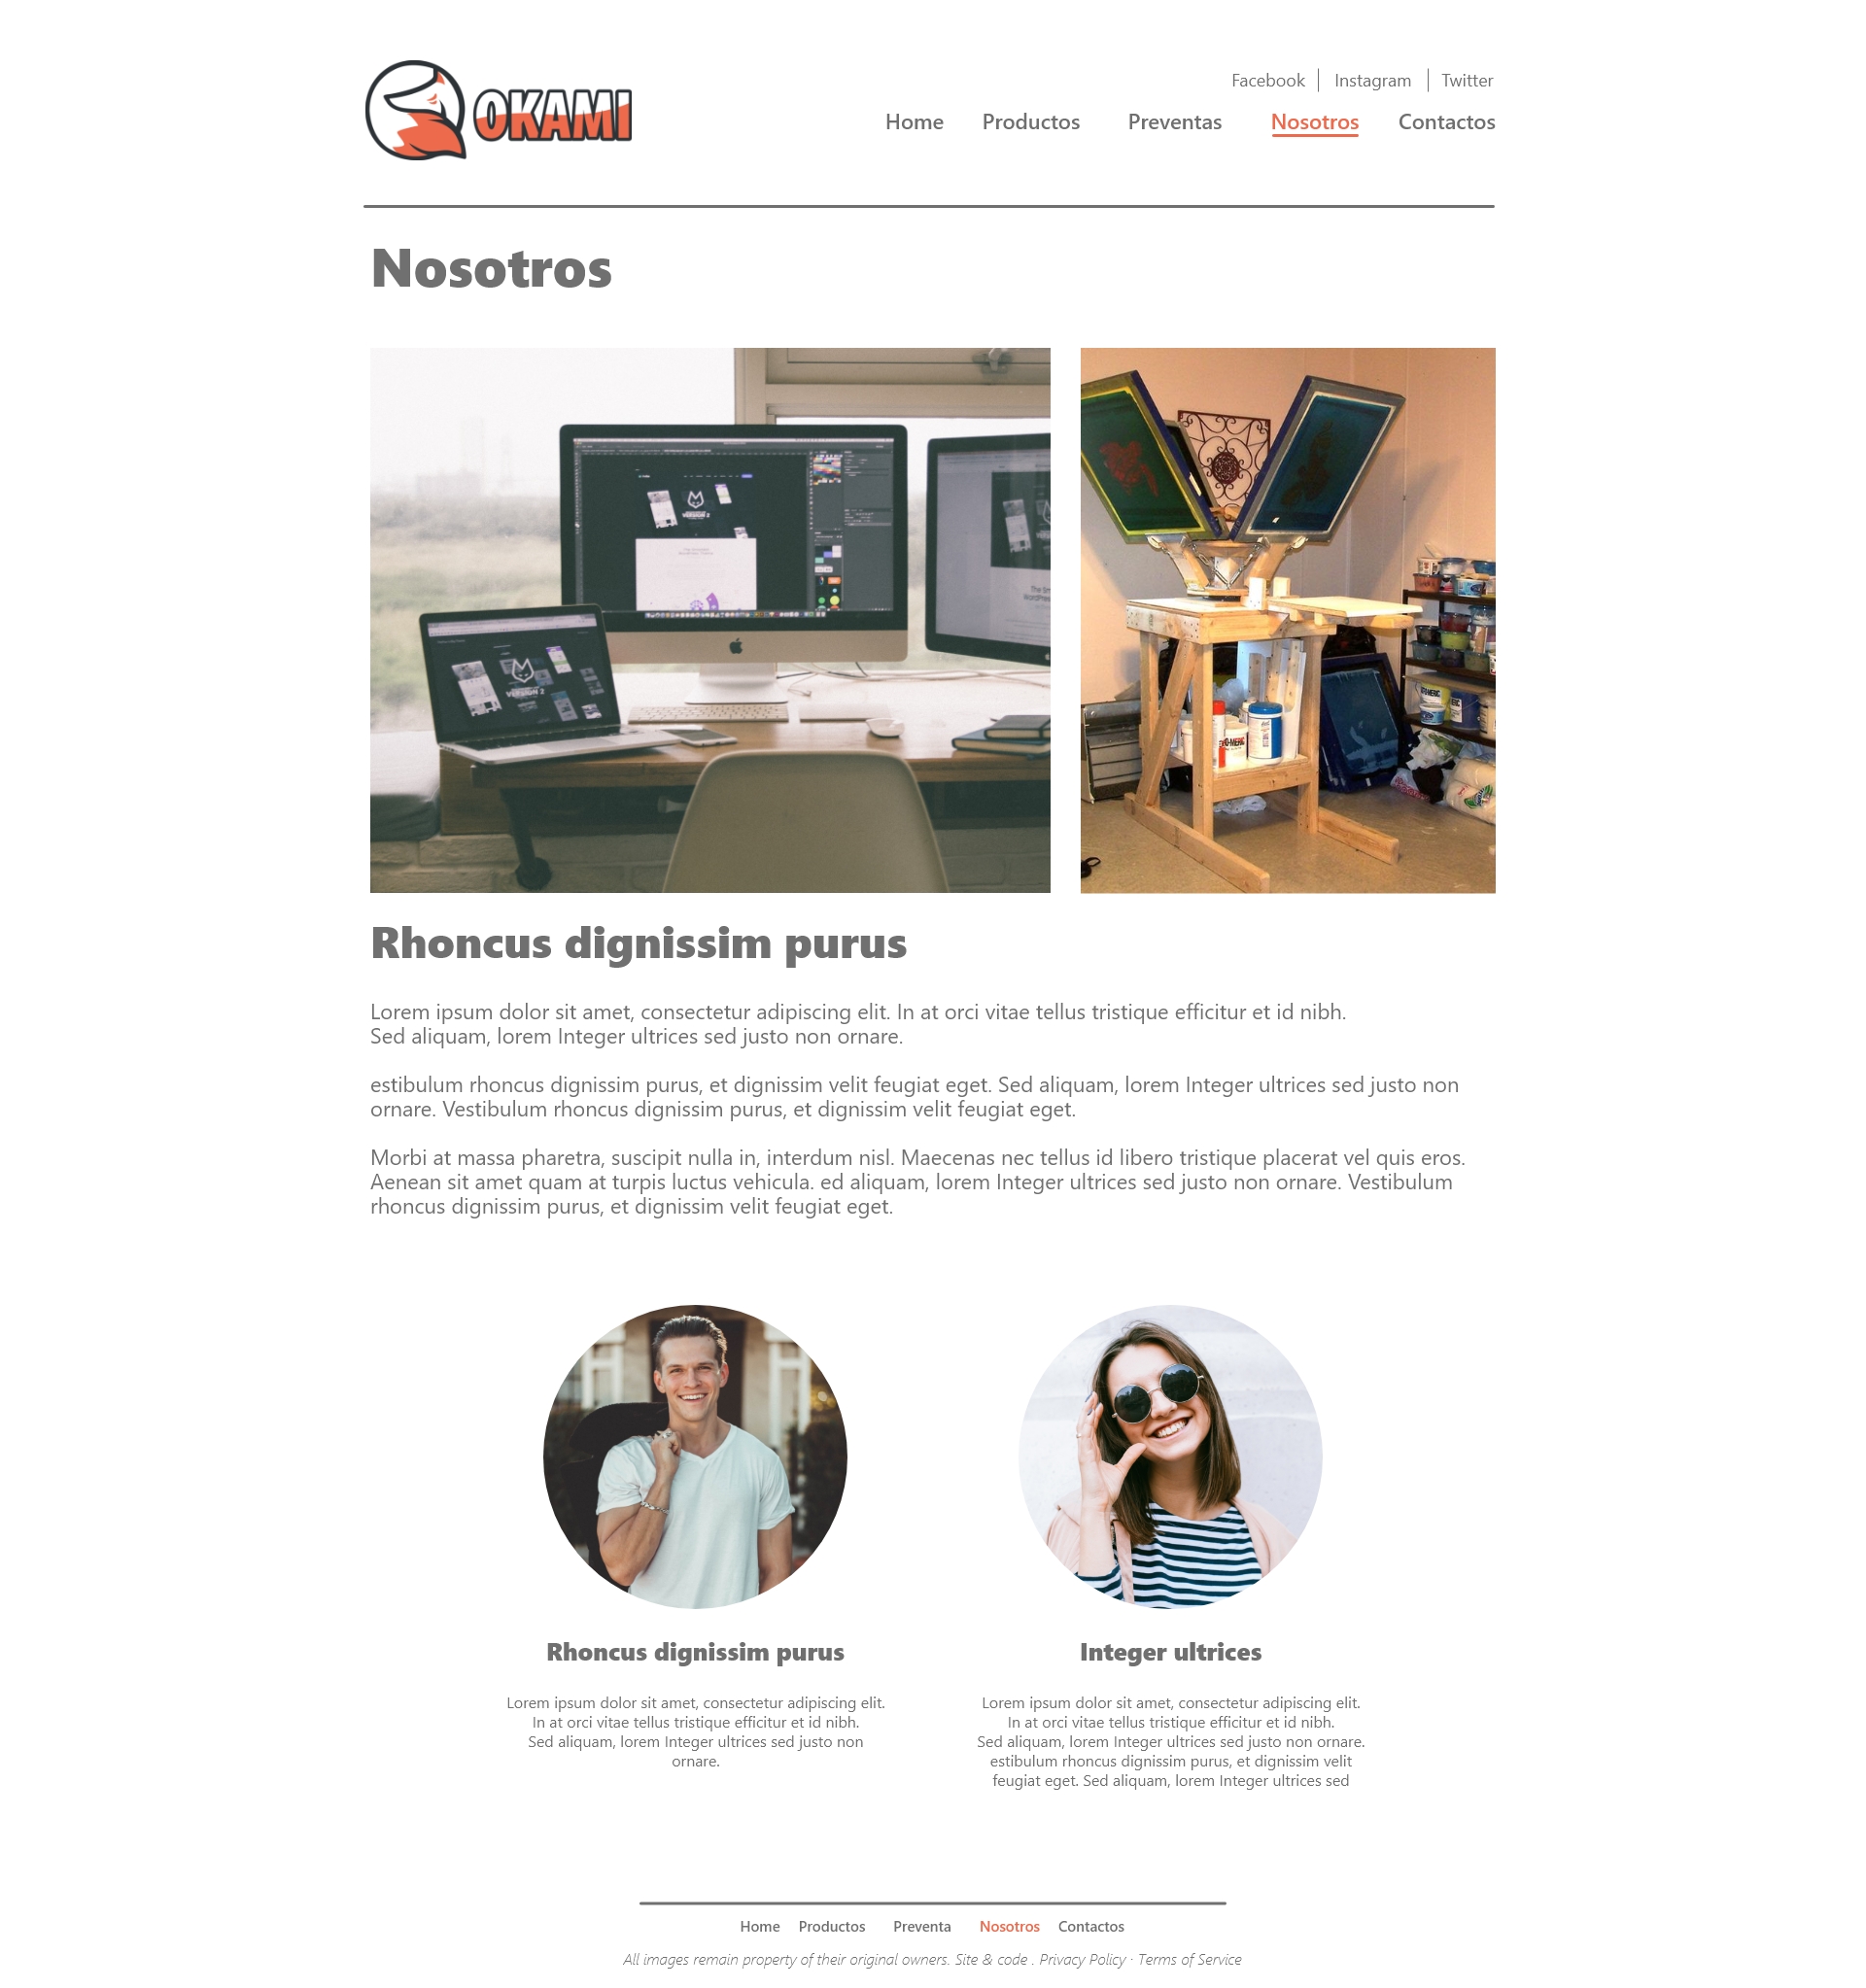 OKAMI
Facebook
Instagram
Twitter
Home
Productos
Preventas
Nosotros
Contactos
Nosotros
VERSION 2
VERSION 2
Rhoncus dignissim purus
Lorem ipsum dolor sit amet, consectetur adipiscing elit. In at orci vitae tellus tristique efficitur et id nibh.
Sed aliquam, lorem Integer ultrices sed justo non ornare.
estibulum rhoncus dignissim purus, et dignissim velit feugiat eget. Sed aliquam, lorem Integer ultrices sed justo non
ornare. Vestibulum rhoncus dignissim purus, et dignissim velit feugiat eget.
Morbi at massa pharetra, suscipit nulla in, interdum nisl. Maecenas nec tellus id libero tristique placerat vel quis eros.
Aenean sit amet quam at turpis luctus vehicula. ed aliquam, lorem Integer ultrices sed justo non ornare. Vestibulum
rhoncus dignissim purus, et dignissim velit feugiat eget.
Rhoncus dignissim purus
Lorem ipsum dolor sit amet, consectetur adipiscing elit.
In at orci vitae tellus tristique efficitur et id nibh.
Sed aliquam, lorem Integer ultrices sed justo non
ornare.
Integer ultrices
Lorem ipsum dolor sit amet, consectetur adipiscing elit.
In at orci vitae tellus tristique efficitur et id nibh.
Sed aliquam, lorem Integer ultrices sed justo non ornare.
estibulum rhoncus dignissim purus, et dignissim velit
feugiat eget. Sed aliquam, lorem Integer ultrices sed
Home
Productos
Preventa
Nosotros
Contactos
All images remain property of their original owners. Site & code . Privacy Policy · Terms of Service